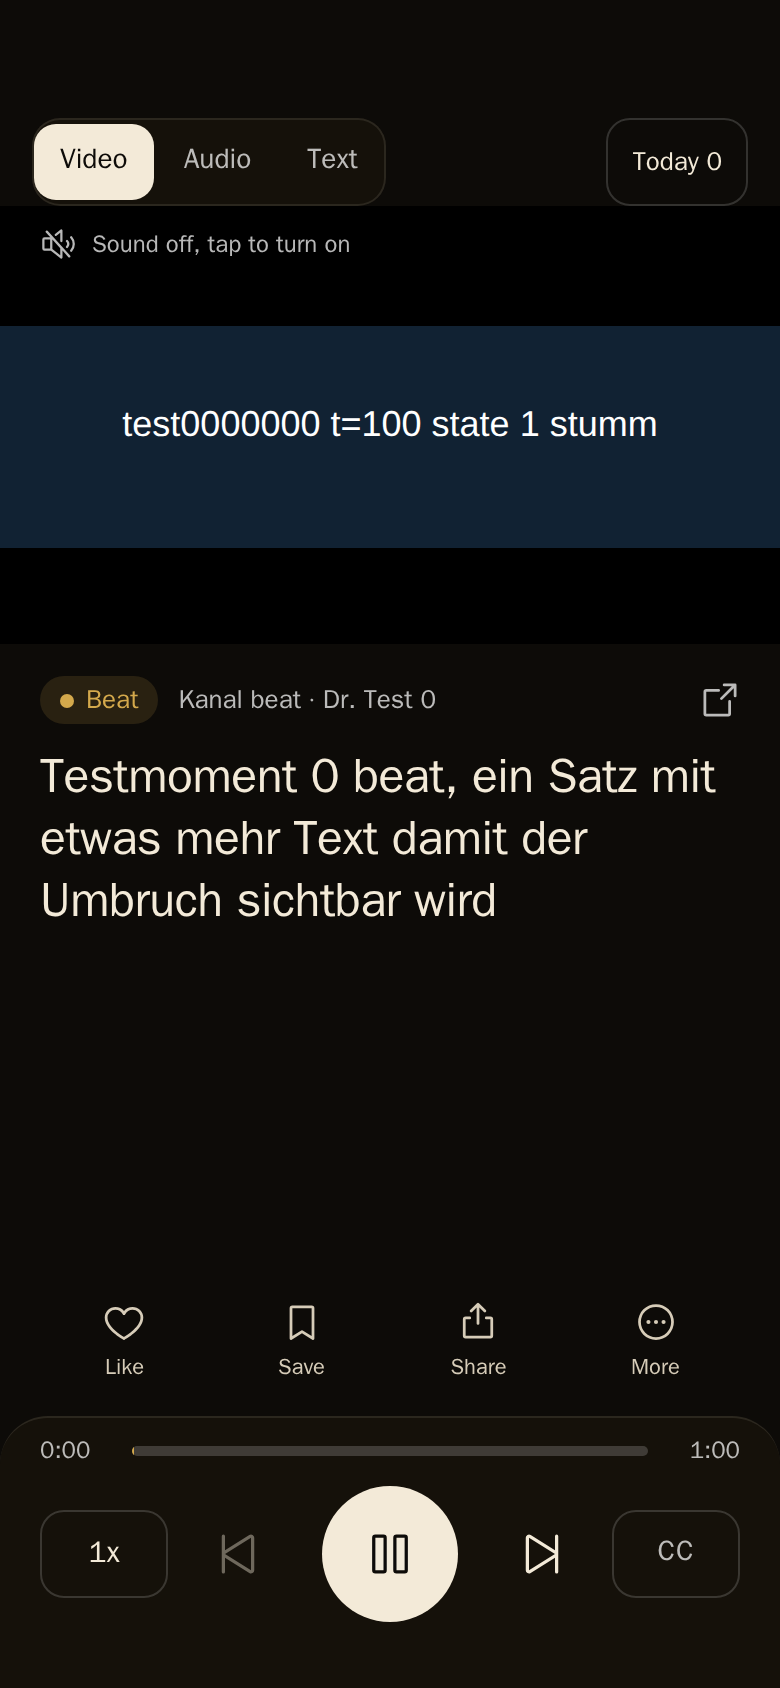 Video Audio Text Today 0
Sound off, tap to turn on
test0000000 t=100 state 1 stumm
Beat Kanal beat · Dr. Test 0
Testmoment 0 beat, ein Satz mit
etwas mehr Text damit der
Umbruch sichtbar wird
Like Save Share More
0:00 1:00
1x CC